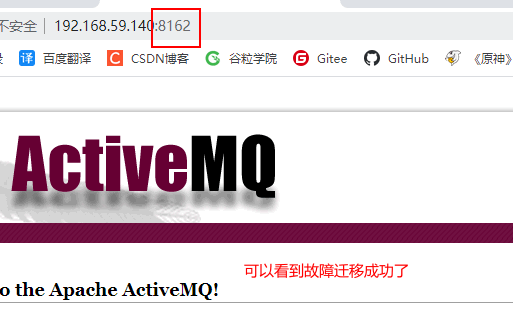 不安全 192.168.59.140:8162
百度翻译 CSDN博客 谷粒学院 Gitee GitHub 《原神》
ActiveMQ
可以看到故障迁移成功了
o the Apache ActiveMQ!